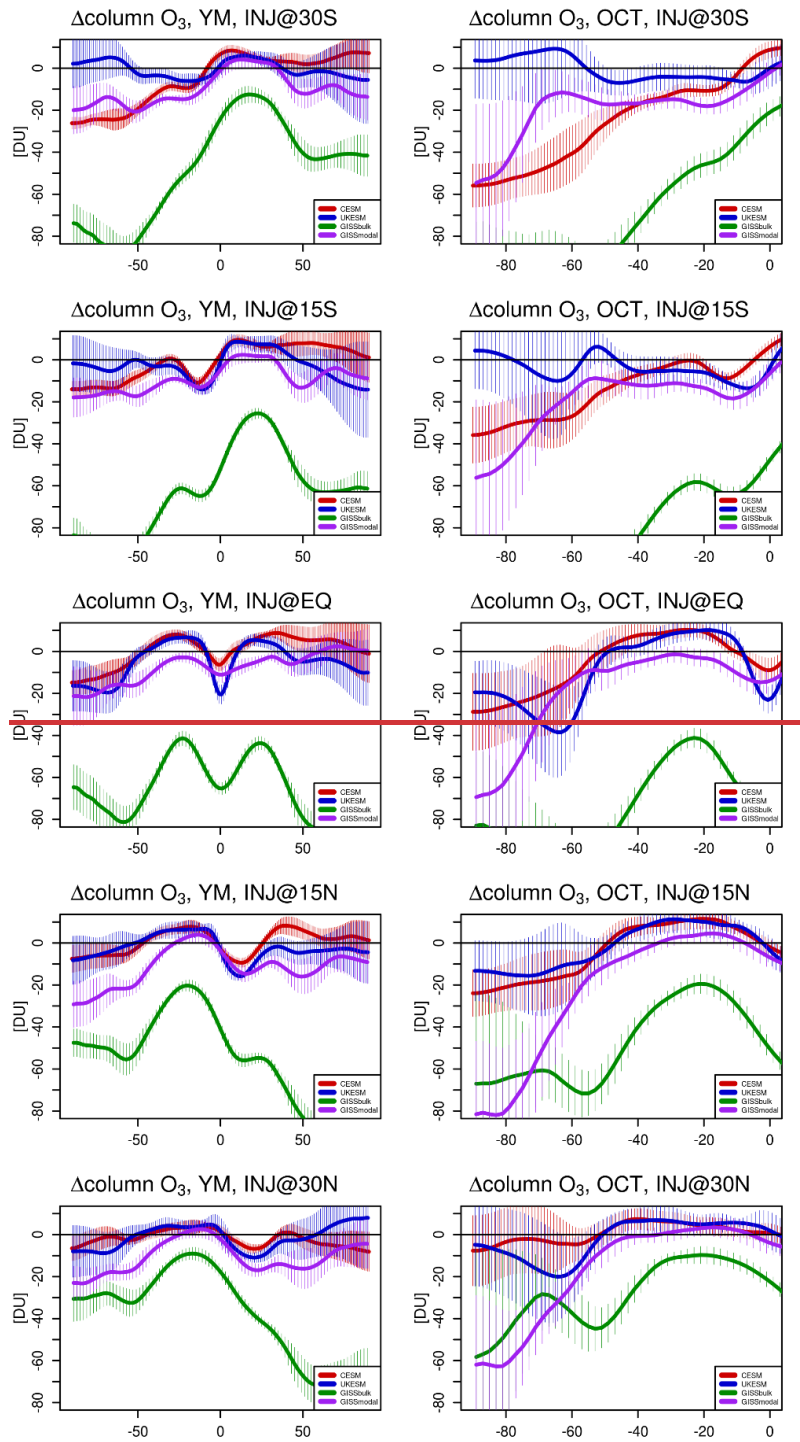 Δcolumn O3, YM, INJ@30S
[DU]
0
20
-40
-60
-80
-50
0
50
CESM
UKESM
GISSbulk
GISSmodal
Δcolumn O3, OCT, INJ@30S
[DU]
0
20
-40
-60
-80
-80
-60
-40
-20
0
CESM
UKESM
GISSbulk
GISSmodal
Δcolumn O3, YM, INJ@15S
[DU]
0
20
-40
-60
-80
-50
0
50
CESM
UKESM
GISSbulk
GISSmodal
Δcolumn O3, OCT, INJ@15S
[DU]
0
20
-40
-60
-80
-80
-60
-40
-20
0
CESM
UKESM
GISSbulk
GISSmodal
Δcolumn O3, YM, INJ@EQ
[DU]
0
20
-40
-60
-80
-50
0
50
CESM
UKESM
GISSbulk
GISSmodal
Δcolumn O3, OCT, INJ@EQ
[DU]
0
20
-40
-60
-80
-80
-60
-40
-20
0
CESM
UKESM
GISSbulk
GISSmodal
Δcolumn O3, YM, INJ@15N
[DU]
0
20
-40
-60
-80
-50
0
50
CESM
UKESM
GISSbulk
GISSmodal
Δcolumn O3, OCT, INJ@15N
[DU]
0
20
-40
-60
-80
-80
-60
-40
-20
0
CESM
UKESM
GISSbulk
GISSmodal
Δcolumn O3, YM, INJ@30N
[DU]
0
20
-40
-60
-80
-50
0
50
CESM
UKESM
GISSbulk
GISSmodal
Δcolumn O3, OCT, INJ@30N
[DU]
0
20
-40
-60
-80
-80
-60
-40
-20
0
CESM
UKESM
GISSbulk
GISSmodal